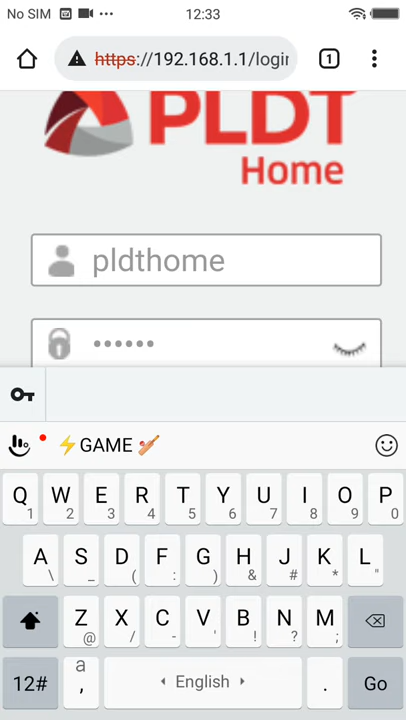 No SIM 12:33
https://192.168.1.1/login
1
PLDT
Home
pldthome
••••••
⚡GAME 🏏
Q W E R T Y U I O P
1 2 3 4 5 6 7 8 9 0
A S D F G H J K L
\ _ ( : ) & # * "
Z X C V B N M
@ / - ' ! ? ;
a
12# , English . Go